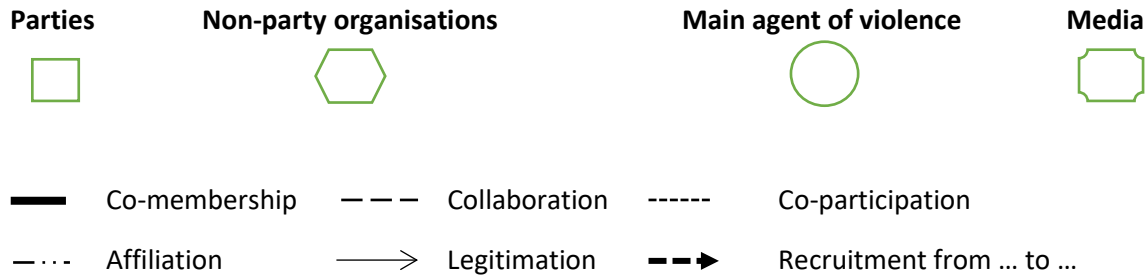 Parties Non-party organisations Main agent of violence Media
Co-membership Collaboration Co-participation
Affiliation Legitimation Recruitment from … to …